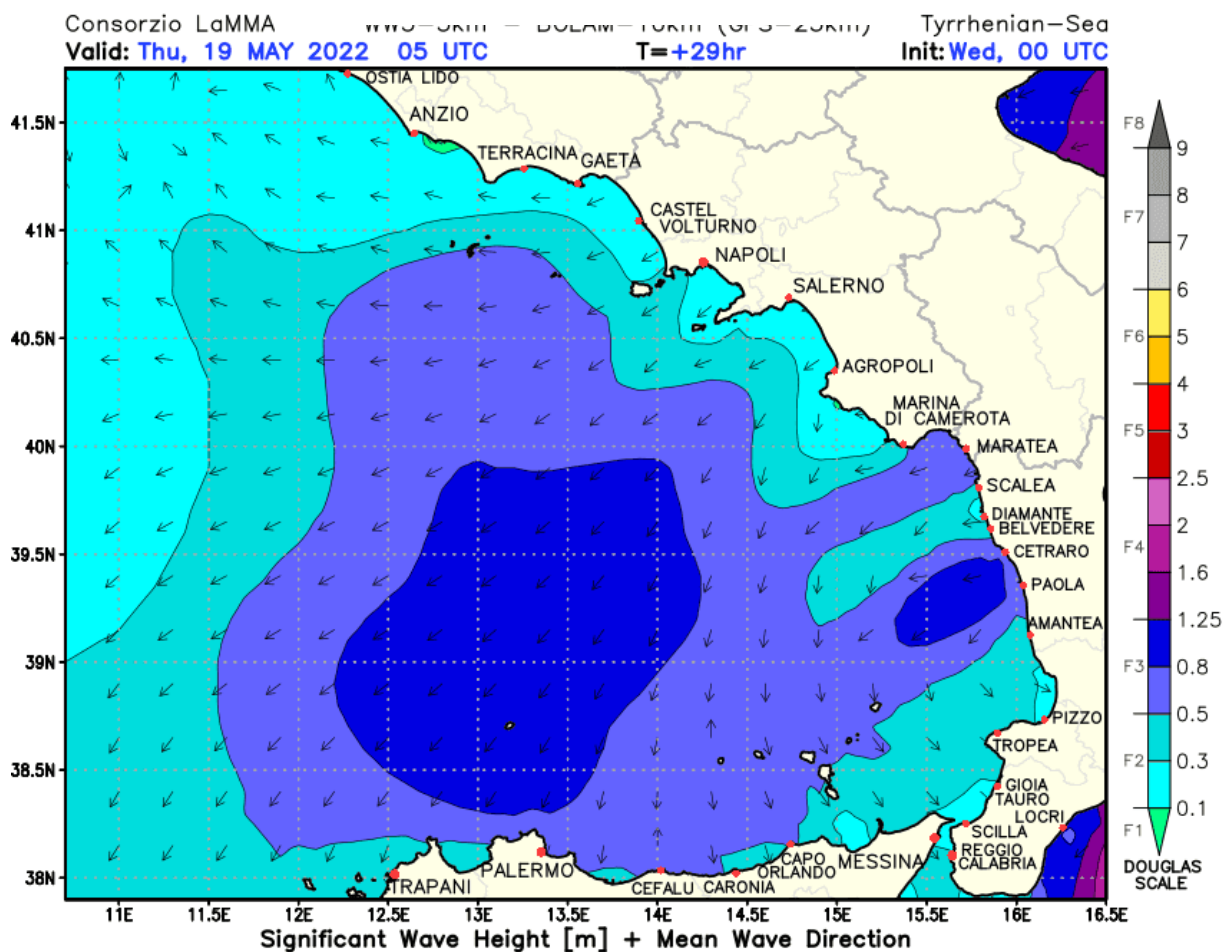 Consorzio LaMMA Tyrrhenian-Sea
Valid: Thu, 19 MAY 2022 05 UTC T=+29hr Init: Wed, 00 UTC
OSTIA LIDO
41.5N
ANZIO
TERRACINA
GAETA
41N
CASTEL
VOLTURNO
NAPOLI
SALERNO
40.5N
AGROPOLI
MARINA
DI CAMEROTA
40N
MARATEA
SCALEA
DIAMANTE
BELVEDERE
39.5N
CETRARO
PAOLA
AMANTEA
39N
PIZZO
TROPEA
38.5N
GIOIA
TAURO
LOCRI
SCILLA
REGGIO
CALABRIA
MESSINA
CAPO
ORLANDO
PALERMO
38N
TRAPANI
CEFALU
CARONIA
11E 11.5E 12E 12.5E 13E 13.5E 14E 14.5E 15E 15.5E 16E 16.5E
Significant Wave Height [m] + Mean Wave Direction
F8
9
8
F7
7
6
F6
5
4
F5
3
2.5
2
F4
1.6
1.25
0.8
F3
0.5
F2
0.3
0.1
F1
DOUGLAS
SCALE